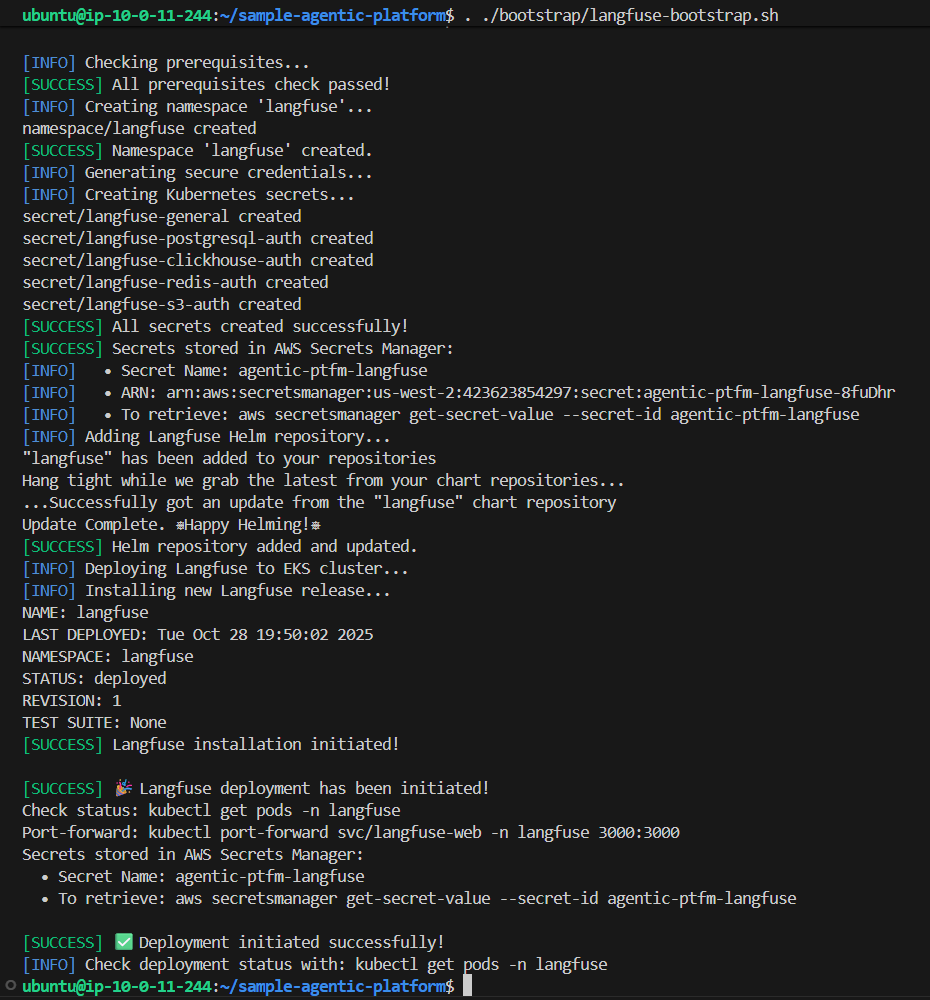 ubuntu@ip-10-0-11-244:~/sample-agentic-platform$ . ./bootstrap/langfuse-bootstrap.sh
[INFO] Checking prerequisites...
[SUCCESS] All prerequisites check passed!
[INFO] Creating namespace 'langfuse'...
namespace/langfuse created
[SUCCESS] Namespace 'langfuse' created.
[INFO] Generating secure credentials...
[INFO] Creating Kubernetes secrets...
secret/langfuse-general created
secret/langfuse-postgresql-auth created
secret/langfuse-clickhouse-auth created
secret/langfuse-redis-auth created
secret/langfuse-s3-auth created
[SUCCESS] All secrets created successfully!
[SUCCESS] Secrets stored in AWS Secrets Manager:
[INFO]   • Secret Name: agentic-ptfm-langfuse
[INFO]   • ARN: arn:aws:secretsmanager:us-west-2:423623854297:secret:agentic-ptfm-langfuse-8fuDhr
[INFO]   • To retrieve: aws secretsmanager get-secret-value --secret-id agentic-ptfm-langfuse
[INFO] Adding Langfuse Helm repository...
"langfuse" has been added to your repositories
Hang tight while we grab the latest from your chart repositories...
...Successfully got an update from the "langfuse" chart repository
Update Complete. ⎈Happy Helming!⎈
[SUCCESS] Helm repository added and updated.
[INFO] Deploying Langfuse to EKS cluster...
[INFO] Installing new Langfuse release...
NAME: langfuse
LAST DEPLOYED: Tue Oct 28 19:50:02 2025
NAMESPACE: langfuse
STATUS: deployed
REVISION: 1
TEST SUITE: None
[SUCCESS] Langfuse installation initiated!
[SUCCESS] 🎉 Langfuse deployment has been initiated!
Check status: kubectl get pods -n langfuse
Port-forward: kubectl port-forward svc/langfuse-web -n langfuse 3000:3000
Secrets stored in AWS Secrets Manager:
  • Secret Name: agentic-ptfm-langfuse
  • To retrieve: aws secretsmanager get-secret-value --secret-id agentic-ptfm-langfuse
[SUCCESS] ✅ Deployment initiated successfully!
[INFO] Check deployment status with: kubectl get pods -n langfuse
ubuntu@ip-10-0-11-244:~/sample-agentic-platform$